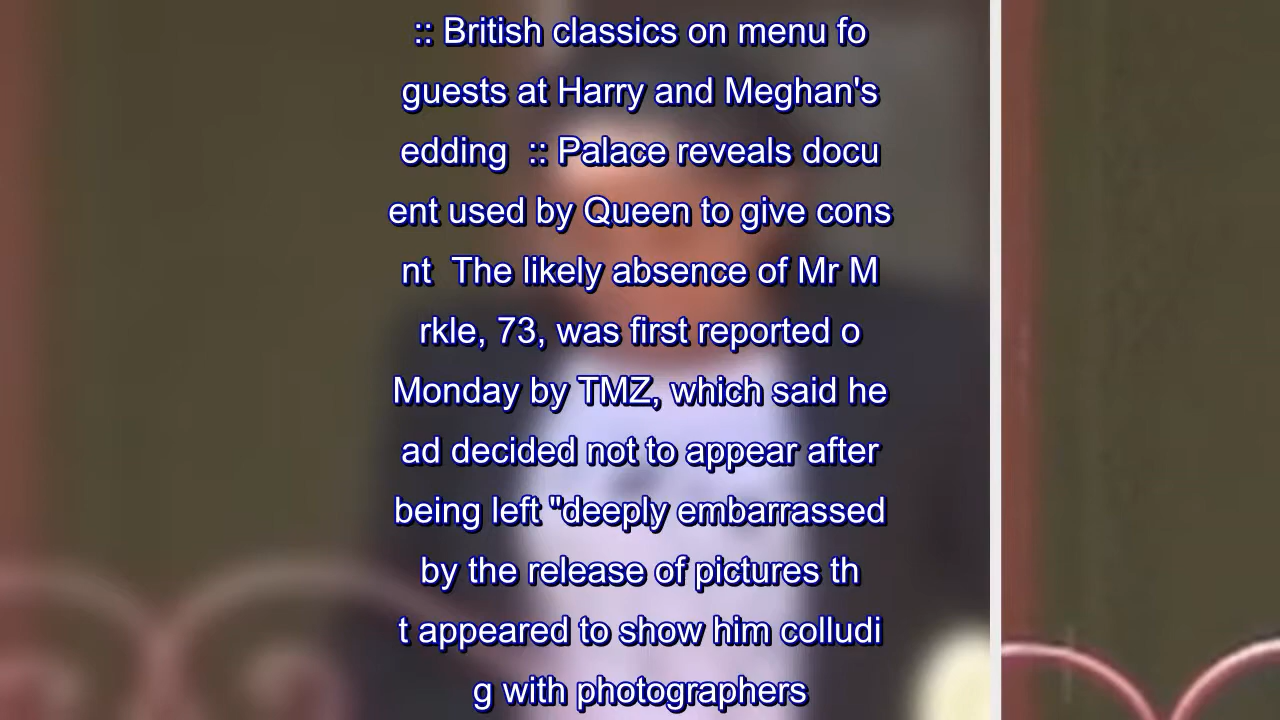 :: British classics on menu fo
guests at Harry and Meghan's
edding :: Palace reveals docu
ent used by Queen to give cons
nt The likely absence of Mr M
rkle, 73, was first reported o
Monday by TMZ, which said he
ad decided not to appear after
being left "deeply embarrassed
by the release of pictures th
t appeared to show him colludi
g with photographers